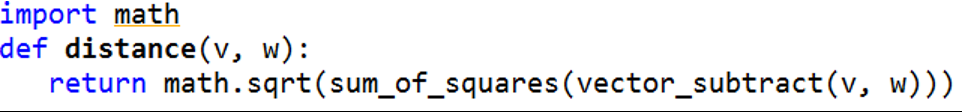 import math
def distance(v, w):
   return math.sqrt(sum_of_squares(vector_subtract(v, w)))